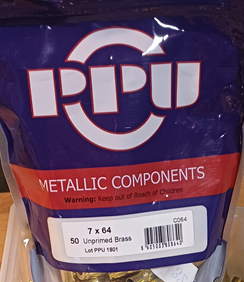 PPU
METALLIC COMPONENTS
Warning: Keep out of Reach of Children
C064
7 x 64
50 Unprimed Brass
Lot PPU 1801